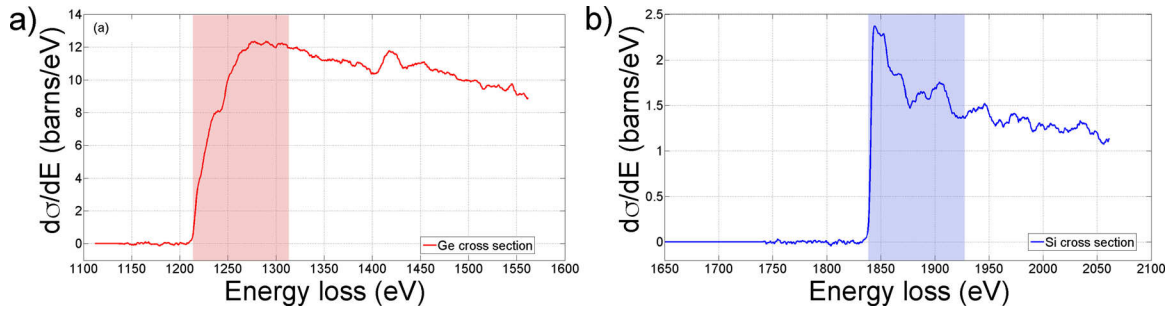 a)
(a)
dσ/dE (barns/eV)
14
12
10
8
6
4
2
0
1100 1150 1200 1250 1300 1350 1400 1450 1500 1550 1600
Energy loss (eV)
Ge cross section
b)
dσ/dE (barns/eV)
2.5
2
1.5
1
0.5
0
1650 1700 1750 1800 1850 1900 1950 2000 2050 2100
Energy loss (eV)
Si cross section